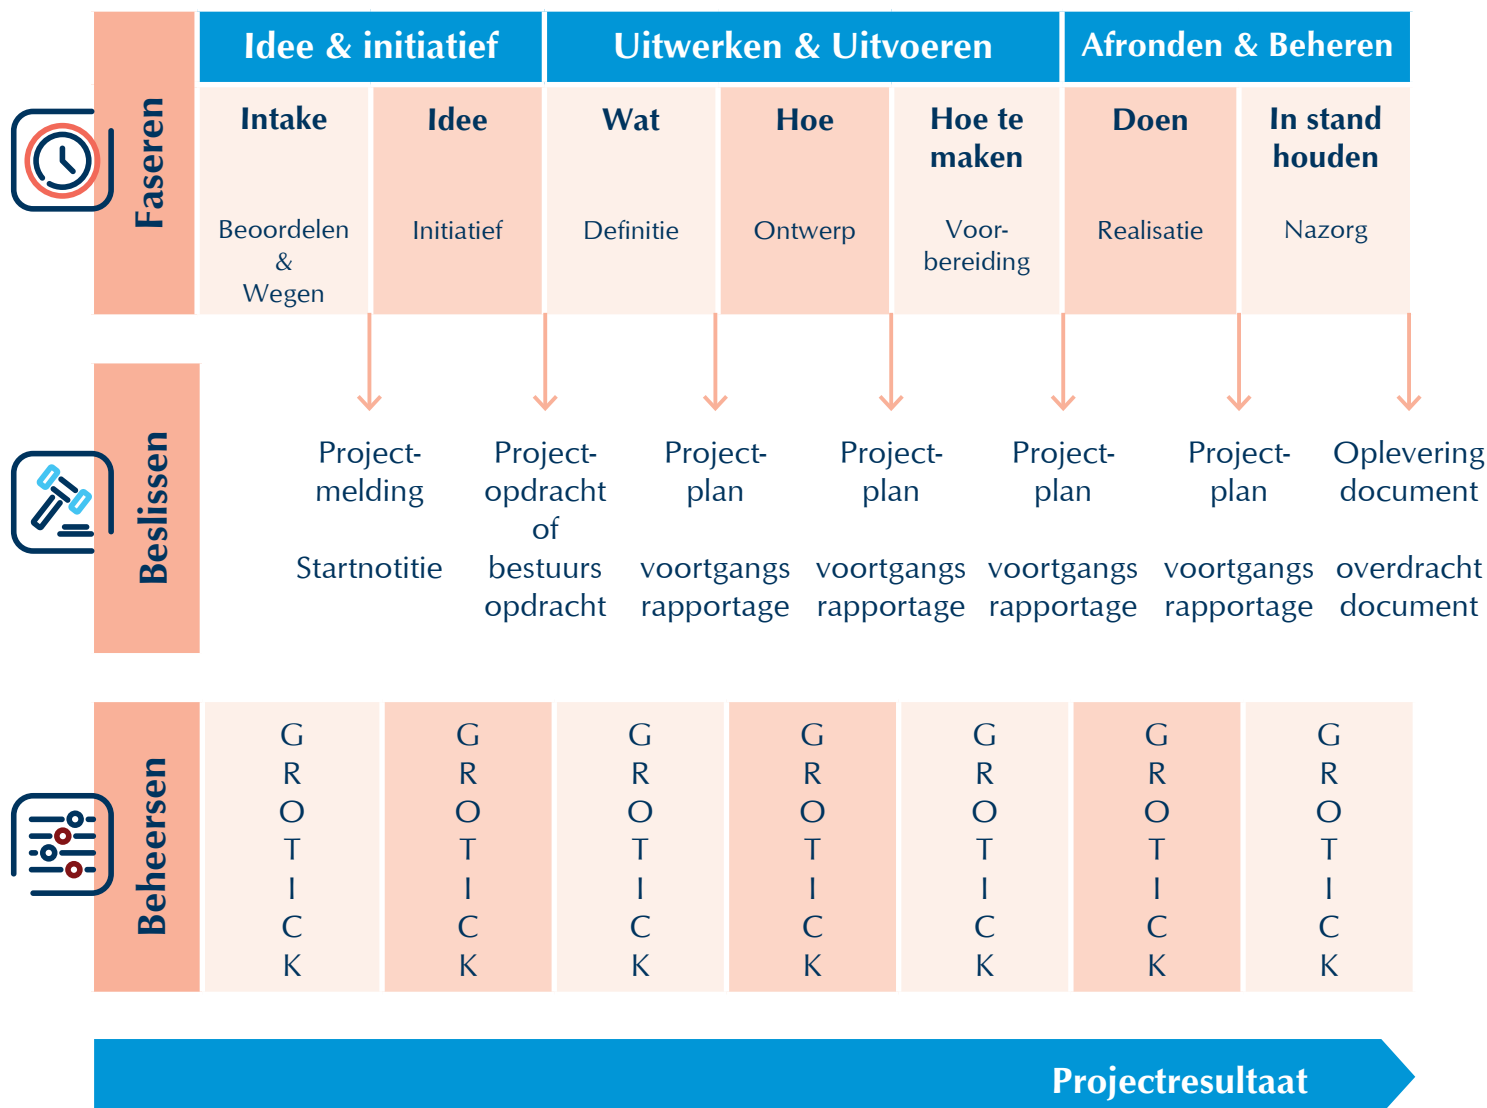 Idee & initiatief
Uitwerken & Uitvoeren
Afronden & Beheren
Faseren
Intake
Beoordelen
&
Wegen
Idee
Initiatief
Wat
Definitie
Hoe
Ontwerp
Hoe te
maken
Voor-
bereiding
Doen
Realisatie
In stand
houden
Nazorg
Beslissen
Project-
melding
Startnotitie
Project-
opdracht
of
bestuurs
opdracht
Project-
plan
voortgangs
rapportage
Project-
plan
voortgangs
rapportage
Project-
plan
voortgangs
rapportage
Project-
plan
voortgangs
rapportage
Oplevering
document
overdracht
document
Beheersen
G
R
O
T
I
C
K
G
R
O
T
I
C
K
G
R
O
T
I
C
K
G
R
O
T
I
C
K
G
R
O
T
I
C
K
G
R
O
T
I
C
K
G
R
O
T
I
C
K
Projectresultaat